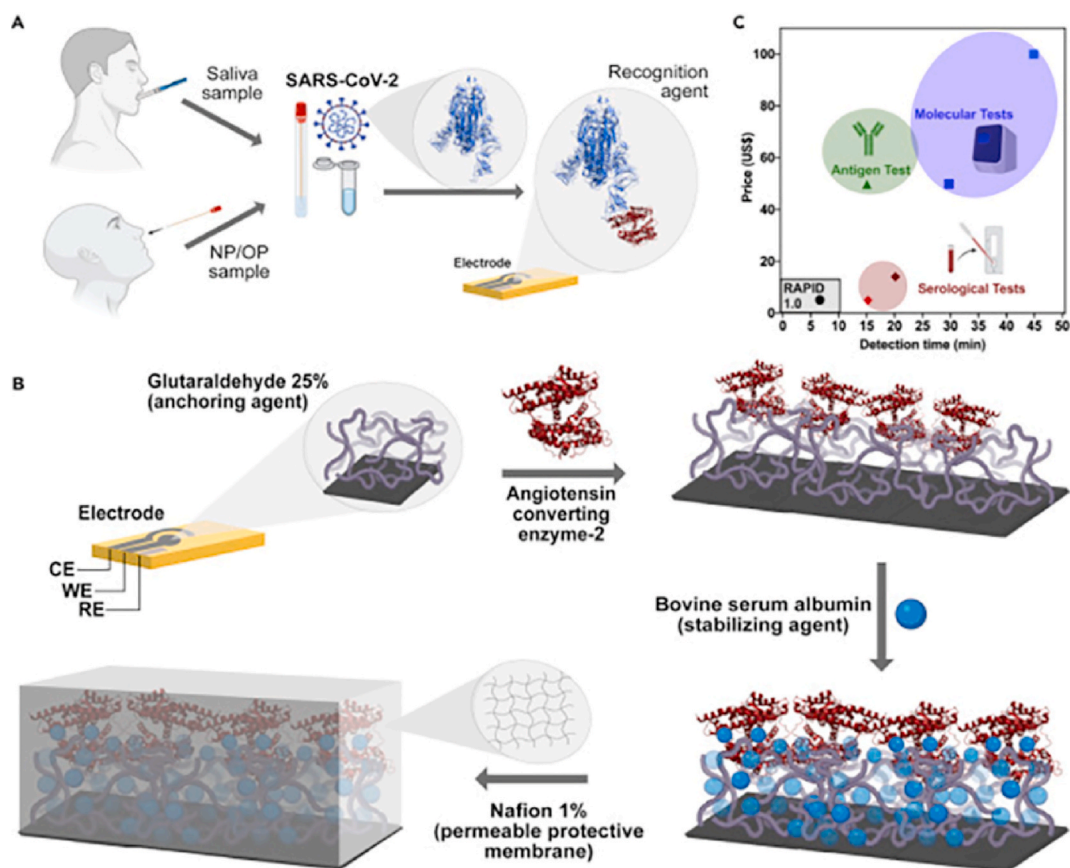 A
Saliva
sample
SARS-CoV-2
Recognition
agent
NP/OP
sample
Electrode
C
Price (US$)
100
80
60
40
20
0
Molecular Tests
Antigen Test
Serological Tests
RAPID
1.0
0 5 10 15 20 25 30 35 40 45 50
Detection time (min)
B
Glutaraldehyde 25%
(anchoring agent)
Electrode
CE
WE
RE
Angiotensin
converting
enzyme-2
Bovine serum albumin
(stabilizing agent)
Nafion 1%
(permeable protective
membrane)